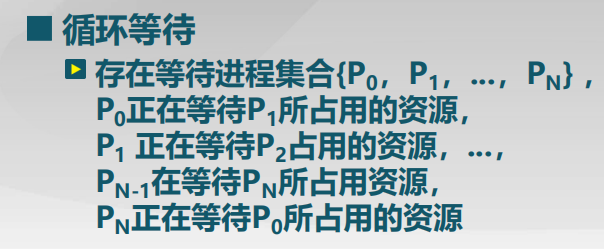 循环等待
存在等待进程集合{P0，P1，...，PN}，
P0正在等待P1所占用的资源，
P1 正在等待P2占用的资源，...，
PN-1在等待PN所占用资源，
PN正在等待P0所占用的资源